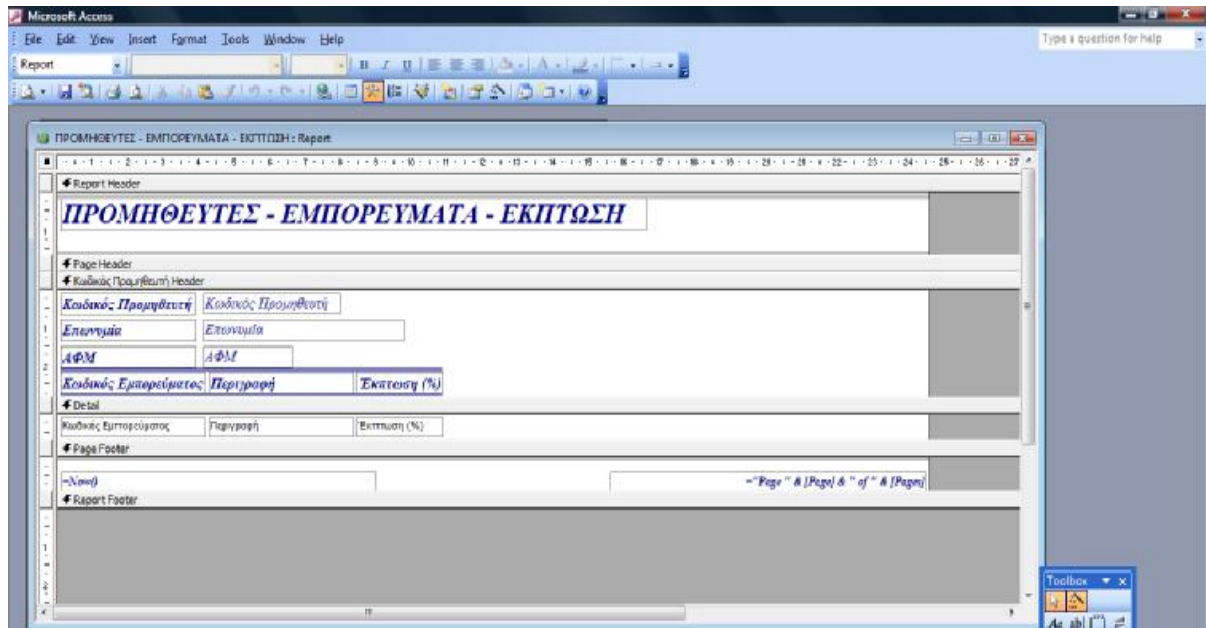 Microsoft Access
File Edit View Insert Format Tools Window Help
Type a question for help
Report
B I U
ΠΡΟΜΗΘΕΥΤΕΣ - ΕΜΠΟΡΕΥΜΑΤΑ - ΕΚΠΤΩΣΗ : Report
Report Header
ΠΡΟΜΗΘΕΥΤΕΣ - ΕΜΠΟΡΕΥΜΑΤΑ - ΕΚΠΤΩΣΗ
Page Header
Κωδικός Προμηθευτή Header
Κωδικός Προμηθευτή Κωδικός Προμηθευτή
Επωνυμία Επωνυμία
ΑΦΜ ΑΦΜ
Κωδικός Εμπορεύματος Περιγραφή Έκπτωση (%)
Detail
Κωδικός Εμπορεύματος Περιγραφή Έκπτωση (%)
Page Footer
=Now() ="Page " & [Page] & " of " & [Pages]
Report Footer
Toolbox
Aa ab|